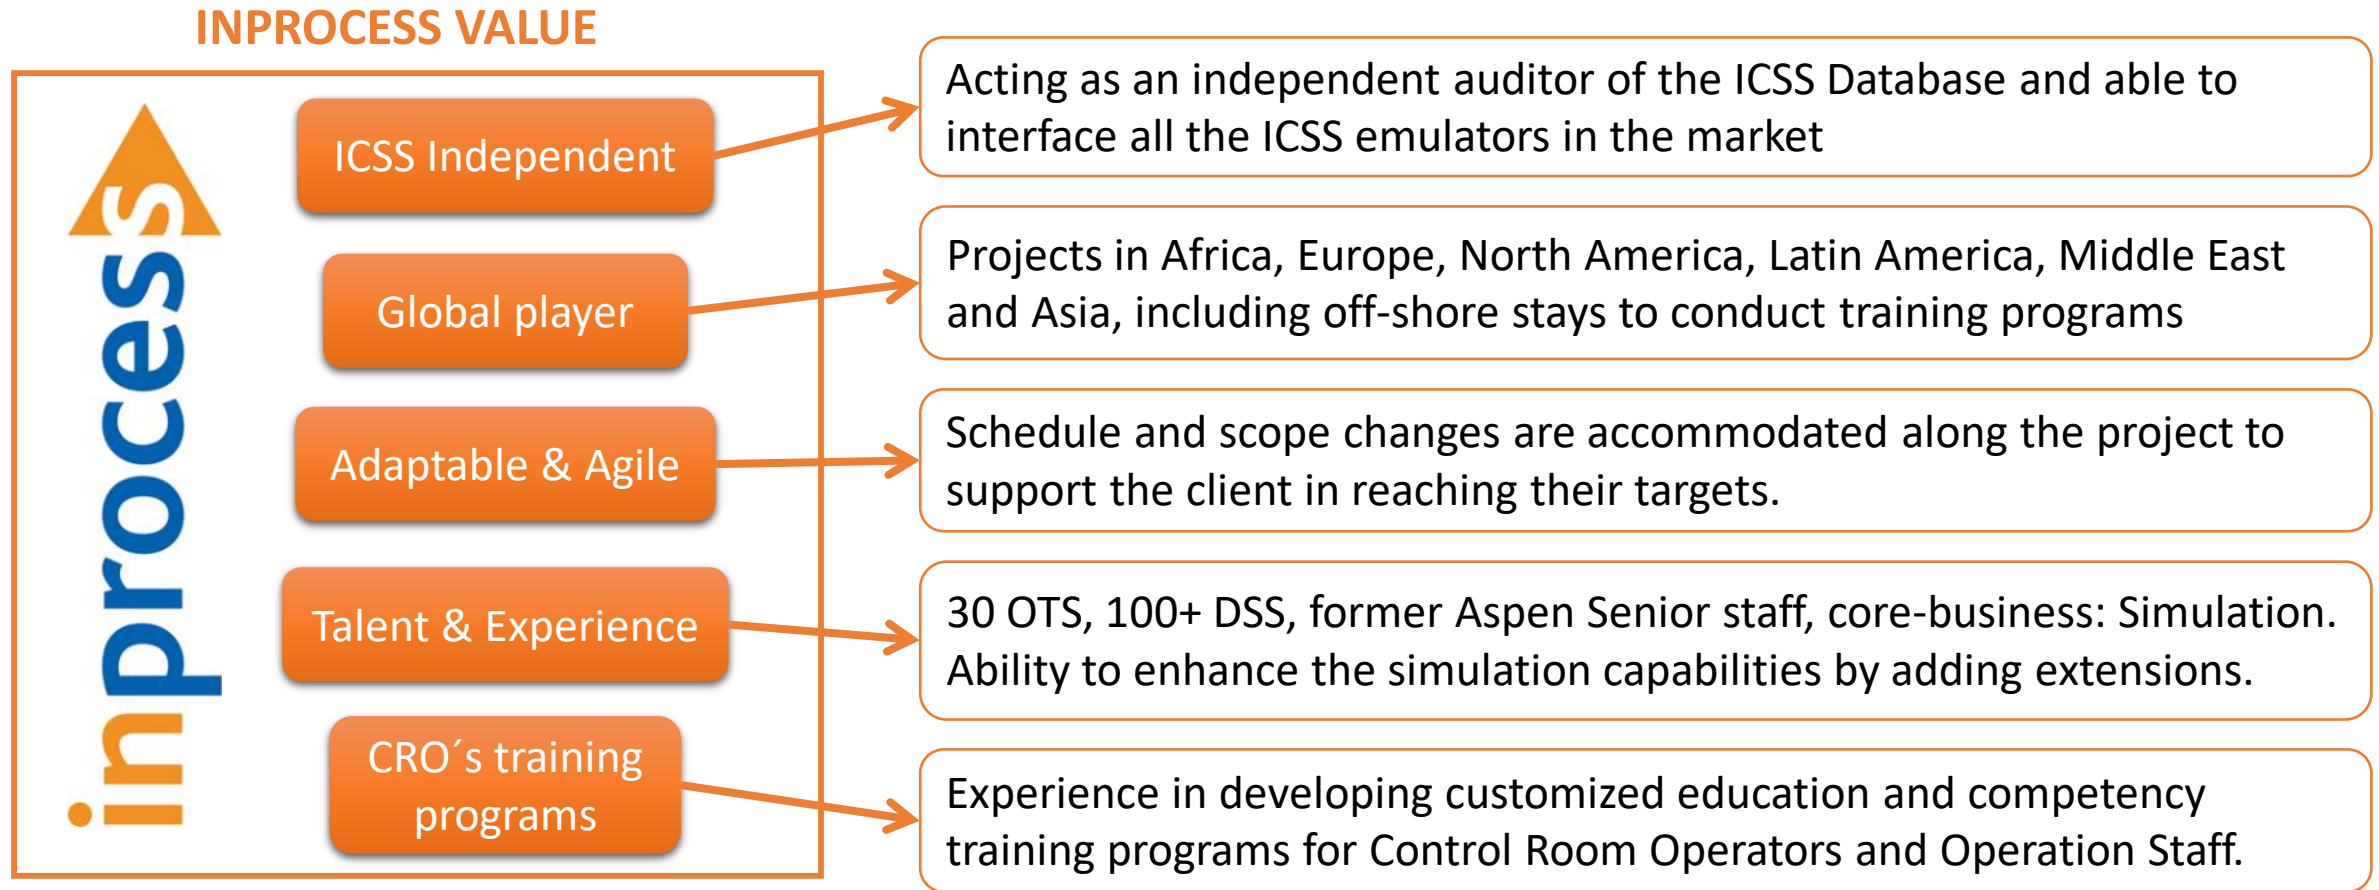 INPROCESS VALUE
inprocess
ICSS Independent
Acting as an independent auditor of the ICSS Database and able to
interface all the ICSS emulators in the market
Global player
Projects in Africa, Europe, North America, Latin America, Middle East
and Asia, including off-shore stays to conduct training programs
Adaptable & Agile
Schedule and scope changes are accommodated along the project to
support the client in reaching their targets.
Talent & Experience
30 OTS, 100+ DSS, former Aspen Senior staff, core-business: Simulation.
Ability to enhance the simulation capabilities by adding extensions.
CRO´s training
programs
Experience in developing customized education and competency
training programs for Control Room Operators and Operation Staff.